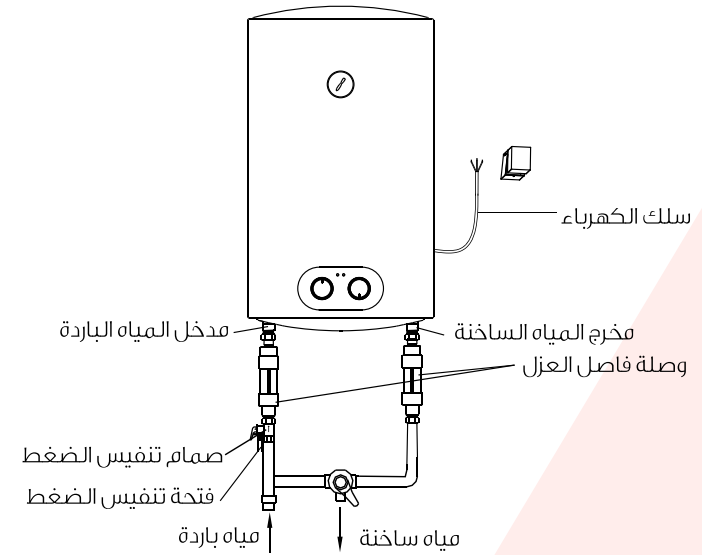 سلك الكهرباء
مدخل المياه الباردة
مخرج المياه الساخنة
وصلة فاصل العزل
صمام تنفيس الضغط
فتحة تنفيس الضغط
مياه باردة
مياه ساخنة